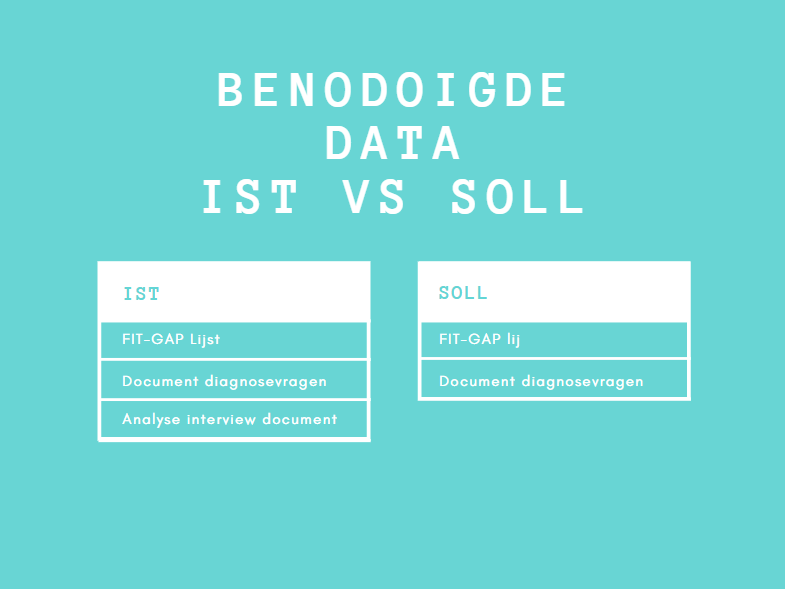 BENODOIGDE
DATA
IST VS SOLL
IST
FIT-GAP Lijst
Document diagnosevragen
Analyse interview document
SOLL
FIT-GAP lij
Document diagnosevragen